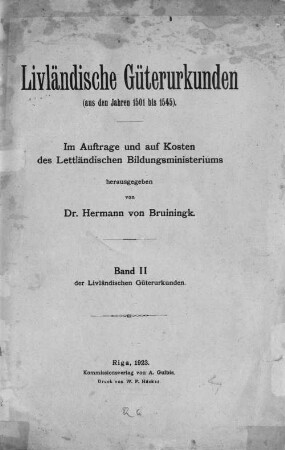 Livländische Güterurkunden
(aus den Jahren 1501 bis 1545).
Im Auftrage und auf Kosten
des Lettländischen Bildungsministeriums
herausgegeben
von
Dr. Hermann von Bruiningk.
Band II
der Livländischen Güterurkunden.
Riga, 1923.
Kommissionsverlag von A. Gulbis.
Druck von W. F. Häcker